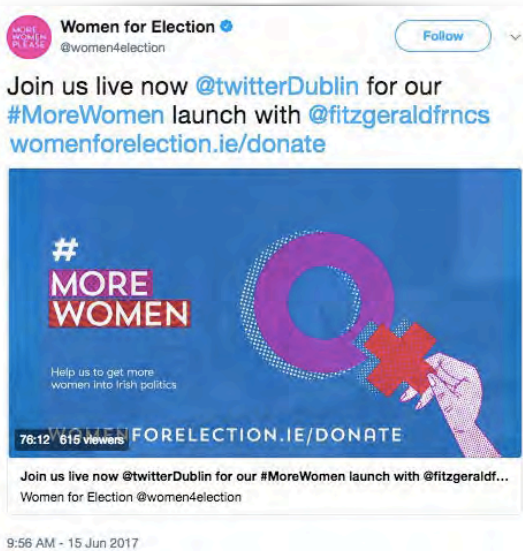 MORE
WOMEN
PLEASE
Women for Election
@women4election
Follow
Join us live now @twitterDublin for our
#MoreWomen launch with @fitzgeraldfrncs
womenforelection.ie/donate
#
MORE
WOMEN
Help us to get more
women into Irish politics
WOMENFORELECTION.IE/DONATE
76:12 615 viewers
Join us live now @twitterDublin for our #MoreWomen launch with @fitzgeraldf...
Women for Election @women4election
9:56 AM - 15 Jun 2017